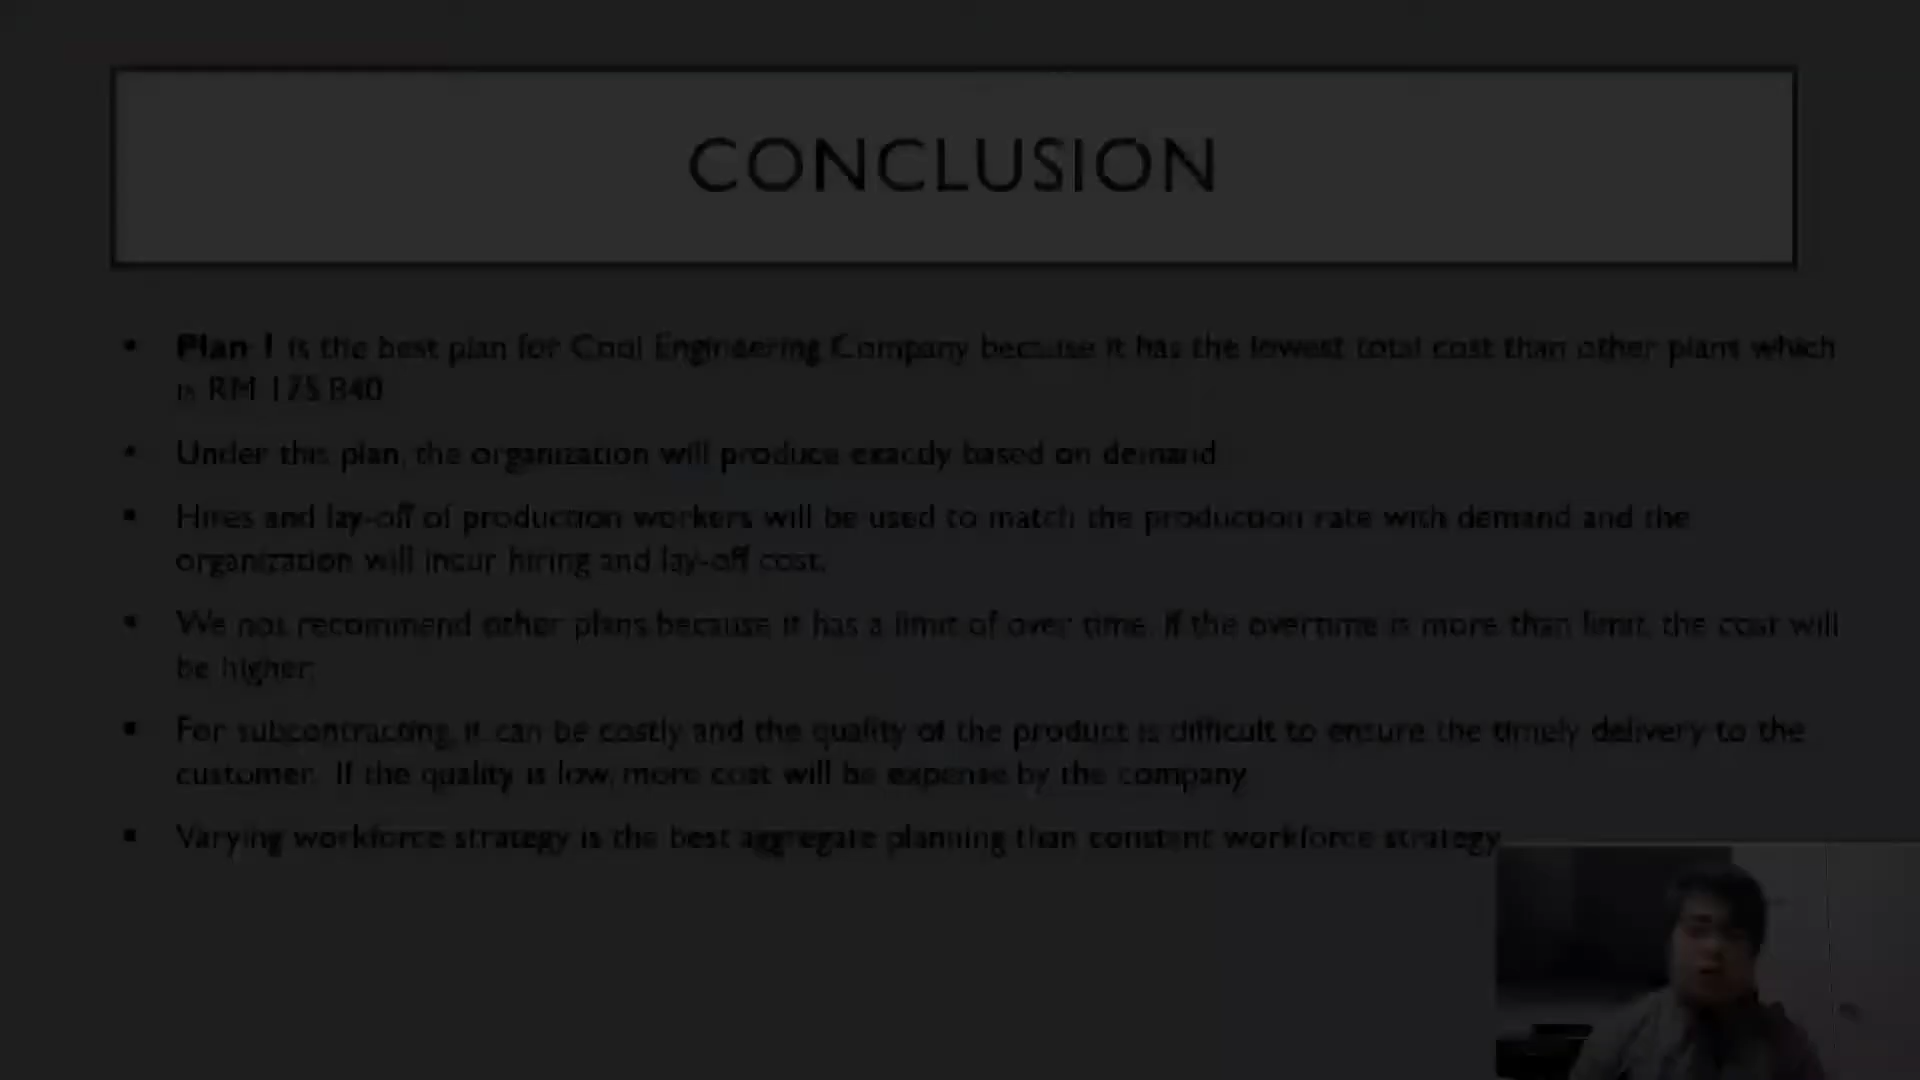 CONCLUSION
• Plan 1 is the best plan for Cool Engineering Company because it has the lowest total cost than other plans which
is RM 175,840
• Under this plan, the organization will produce exactly based on demand
• Hires and lay-off of production workers will be used to match the production rate with demand and the
organization will incur hiring and lay-off cost.
• We not recommend other plans because it has a limit of over time. If the overtime is more than limit, the cost will
be higher.
• For subcontracting, it can be costly and the quality of the product is difficult to ensure the timely delivery to the
customer. If the quality is low, more cost will be expense by the company
• Varying workforce strategy is the best aggregate planning than constant workforce strategy